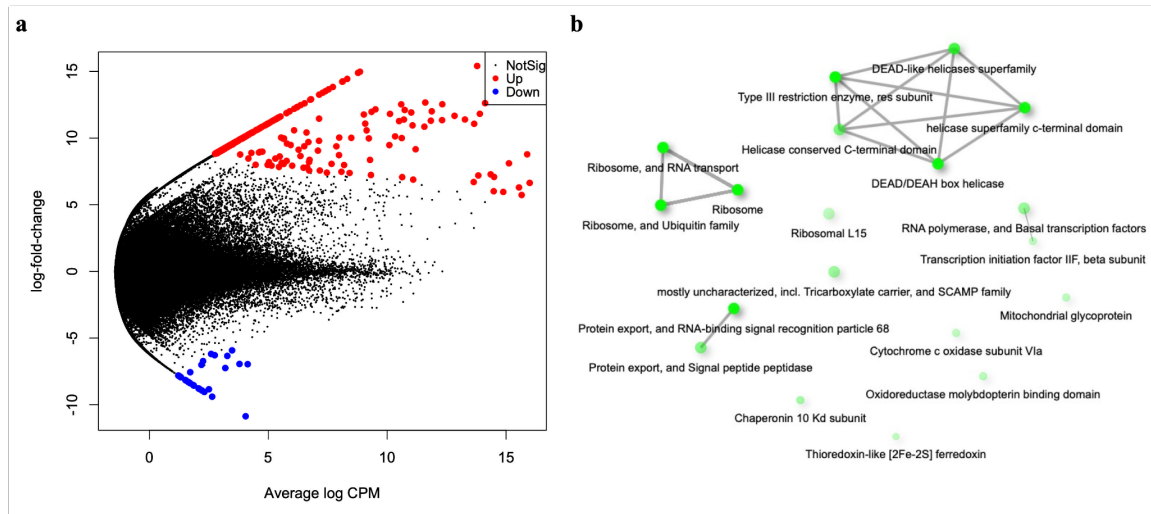 a
15
10
5
0
-5
-10
log-fold-change
0
5
10
15
Average log CPM
NotSig
Up
Down
b
DEAD-like helicases superfamily
Type III restriction enzyme, res subunit
helicase superfamily c-terminal domain
Helicase conserved C-terminal domain
DEAD/DEAH box helicase
Ribosome, and RNA transport
Ribosome
Ribosome, and Ubiquitin family
Ribosomal L15
RNA polymerase, and Basal transcription factors
Transcription initiation factor IIF, beta subunit
mostly uncharacterized, incl. Tricarboxylate carrier, and SCAMP family
Mitochondrial glycoprotein
Protein export, and RNA-binding signal recognition particle 68
Cytochrome c oxidase subunit VIa
Protein export, and Signal peptide peptidase
Oxidoreductase molybdopterin binding domain
Chaperonin 10 Kd subunit
Thioredoxin-like [2Fe-2S] ferredoxin